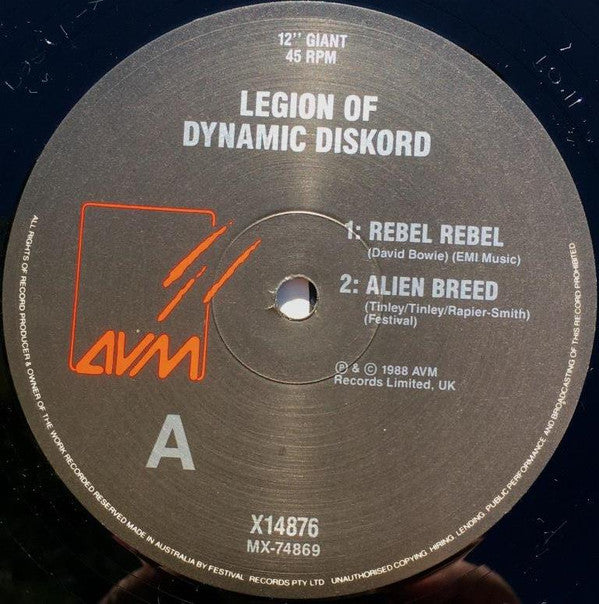 12" GIANT
45 RPM
LEGION OF
DYNAMIC DISKORD
1: REBEL REBEL
(David Bowie) (EMI Music)
2: ALIEN BREED
(Tinley/Tinley/Rapier-Smith)
(Festival)
℗ & © 1988 AVM
Records Limited, UK
AVM
A
X14876
MX-74869
ALL RIGHTS OF RECORD PRODUCER & OWNER OF THE WORK RECORDED RESERVED MADE IN AUSTRALIA BY FESTIVAL RECORDS PTY LTD UNAUTHORISED COPYING, HIRING, LENDING, PUBLIC PERFORMANCE AND BROADCASTING OF THIS RECORD PROHIBITED